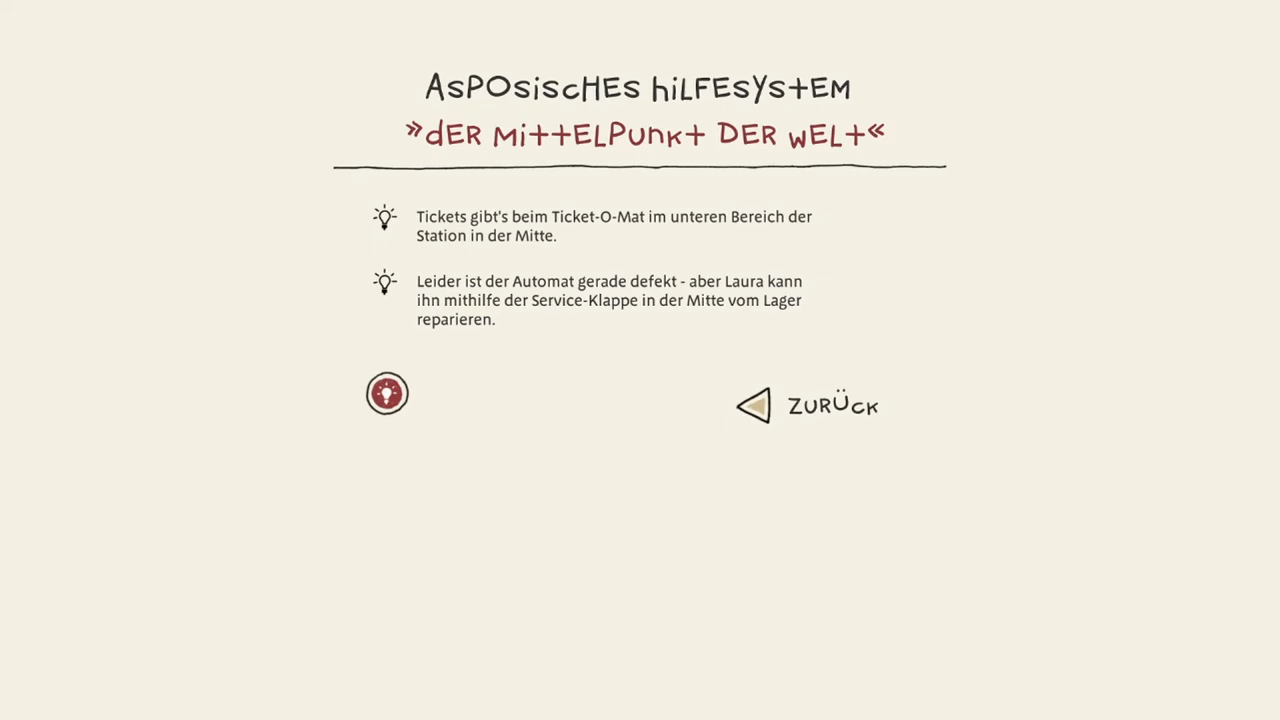 Asposisches Hilfesystem
»Der Mittelpunkt der Welt«
Tickets gibt's beim Ticket-O-Mat im unteren Bereich der
Station in der Mitte.
Leider ist der Automat gerade defekt - aber Laura kann
ihn mithilfe der Service-Klappe in der Mitte vom Lager
reparieren.
Zurück